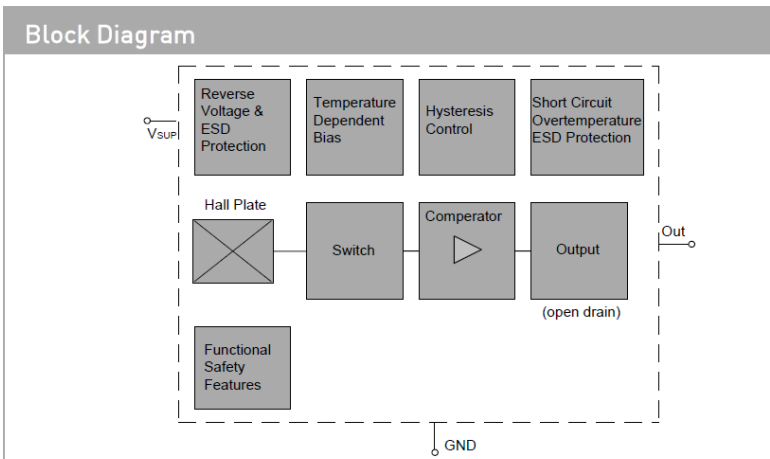 Block Diagram
Reverse
Voltage &
ESD
Protection
Temperature
Dependent
Bias
Hysteresis
Control
Short Circuit
Overtemperature
ESD Protection
VSUP
Hall Plate
Switch
Comperator
Output
Out
(open drain)
Functional
Safety
Features
GND